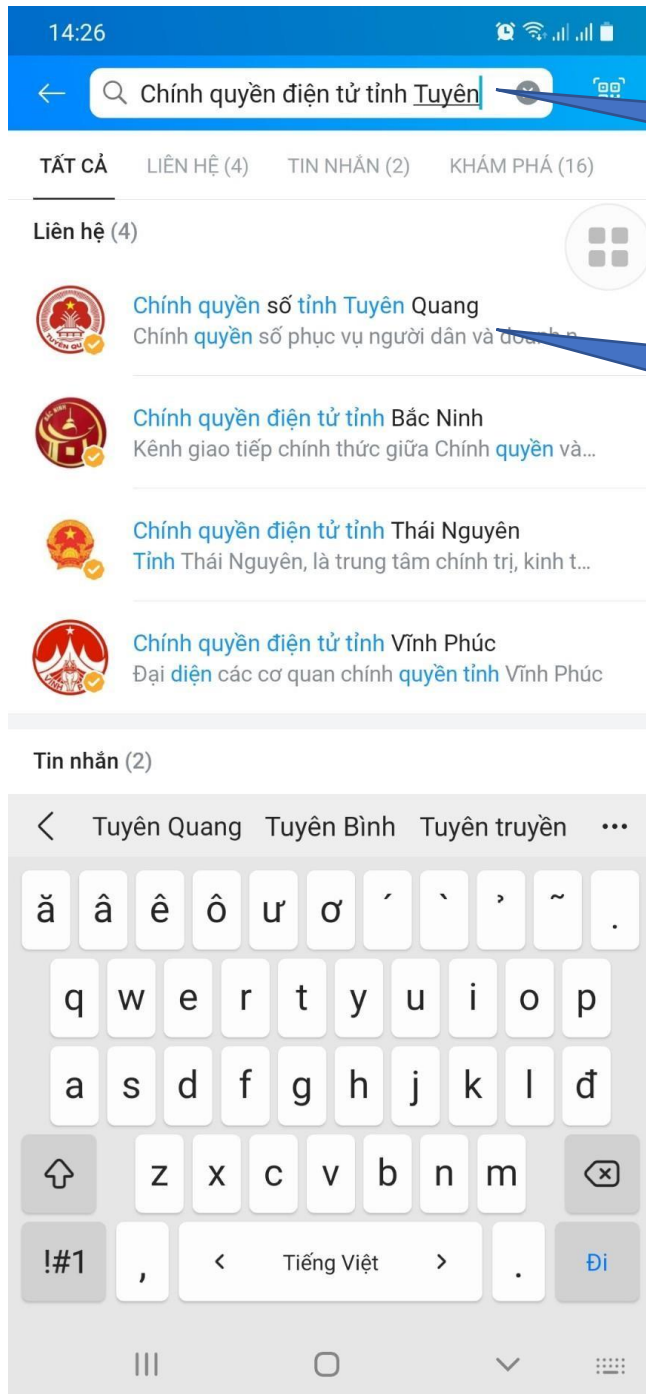 14:26
Chính quyền điện tử tỉnh Tuyên
TẤT CẢ LIÊN HỆ (4) TIN NHẮN (2) KHÁM PHÁ (16)
Liên hệ (4)
Chính quyền số tỉnh Tuyên Quang
Chính quyền số phục vụ người dân và doanh n...
Chính quyền điện tử tỉnh Bắc Ninh
Kênh giao tiếp chính thức giữa Chính quyền và...
Chính quyền điện tử tỉnh Thái Nguyên
Tỉnh Thái Nguyên, là trung tâm chính trị, kinh t...
Chính quyền điện tử tỉnh Vĩnh Phúc
Đại diện các cơ quan chính quyền tỉnh Vĩnh Phúc
Tin nhắn (2)
Tuyên Quang Tuyên Bình Tuyên truyền ...
ă â ê ô ư ơ ˊ ˋ ̉ ~ .
q w e r t y u i o p
a s d f g h j k l đ
z x c v b n m
!#1 , < Tiếng Việt > . Đi